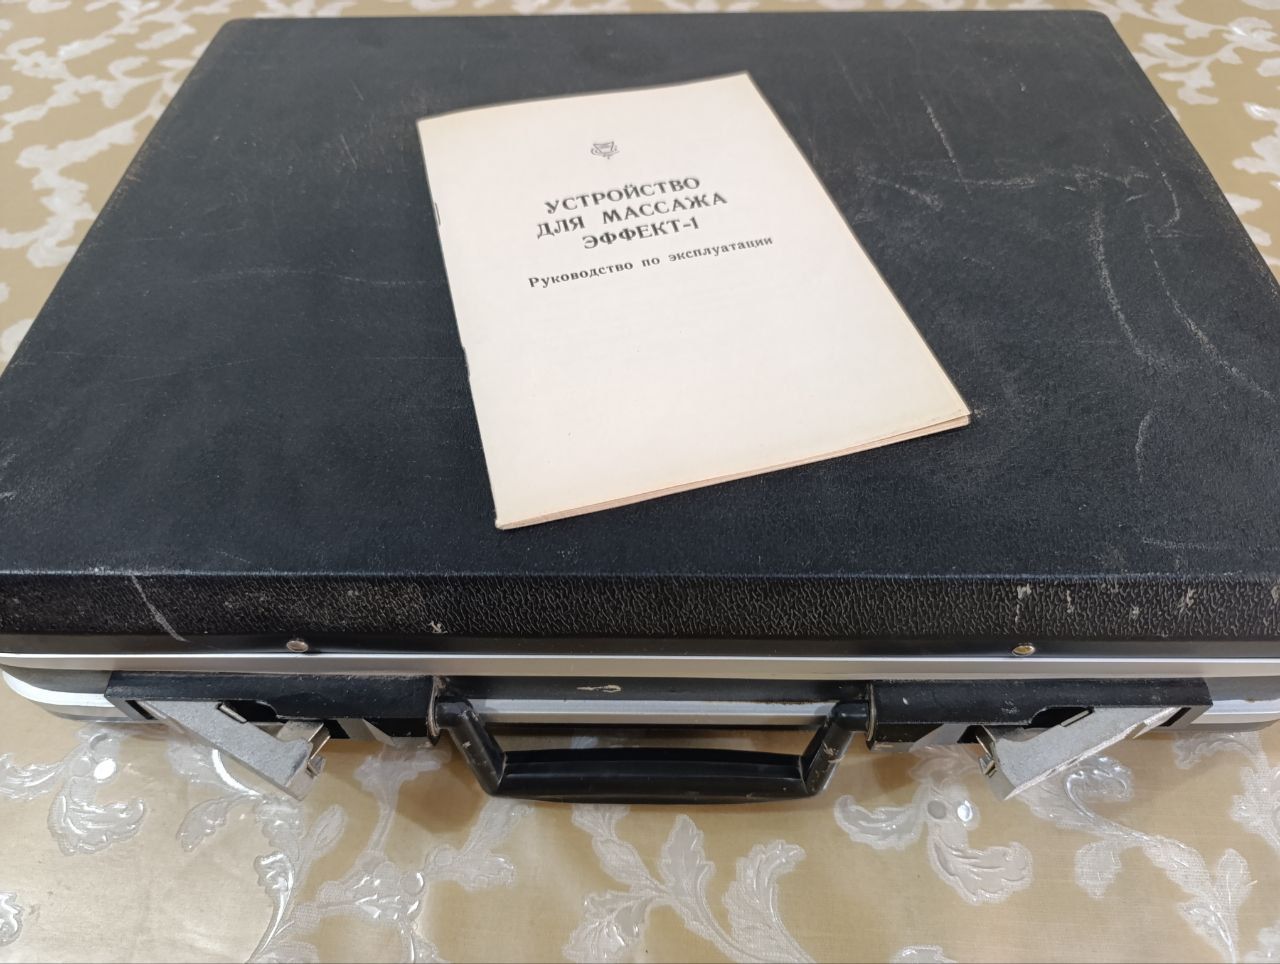 УСТРОЙСТВО
ДЛЯ МАССАЖА
ЭФФЕКТ-1
Руководство по эксплуатации